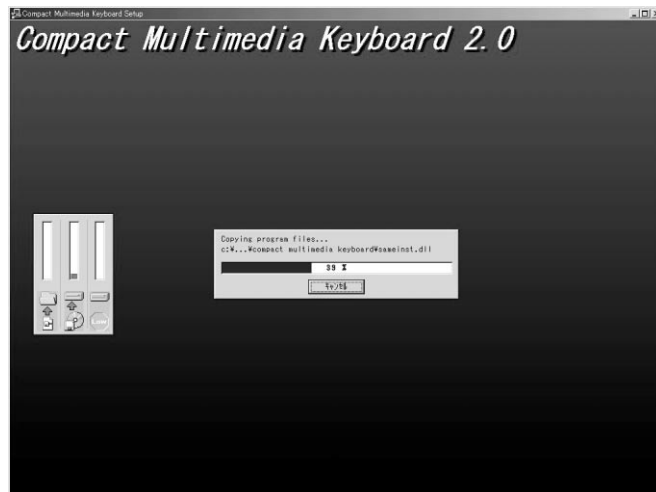 Compact Multimedia Keyboard Setup
Compact Multimedia Keyboard 2.0
Copying program files...
c:¥...¥compact multimedia keyboard¥sameinst.dll
39 %
ｷｬﾝｾﾙ